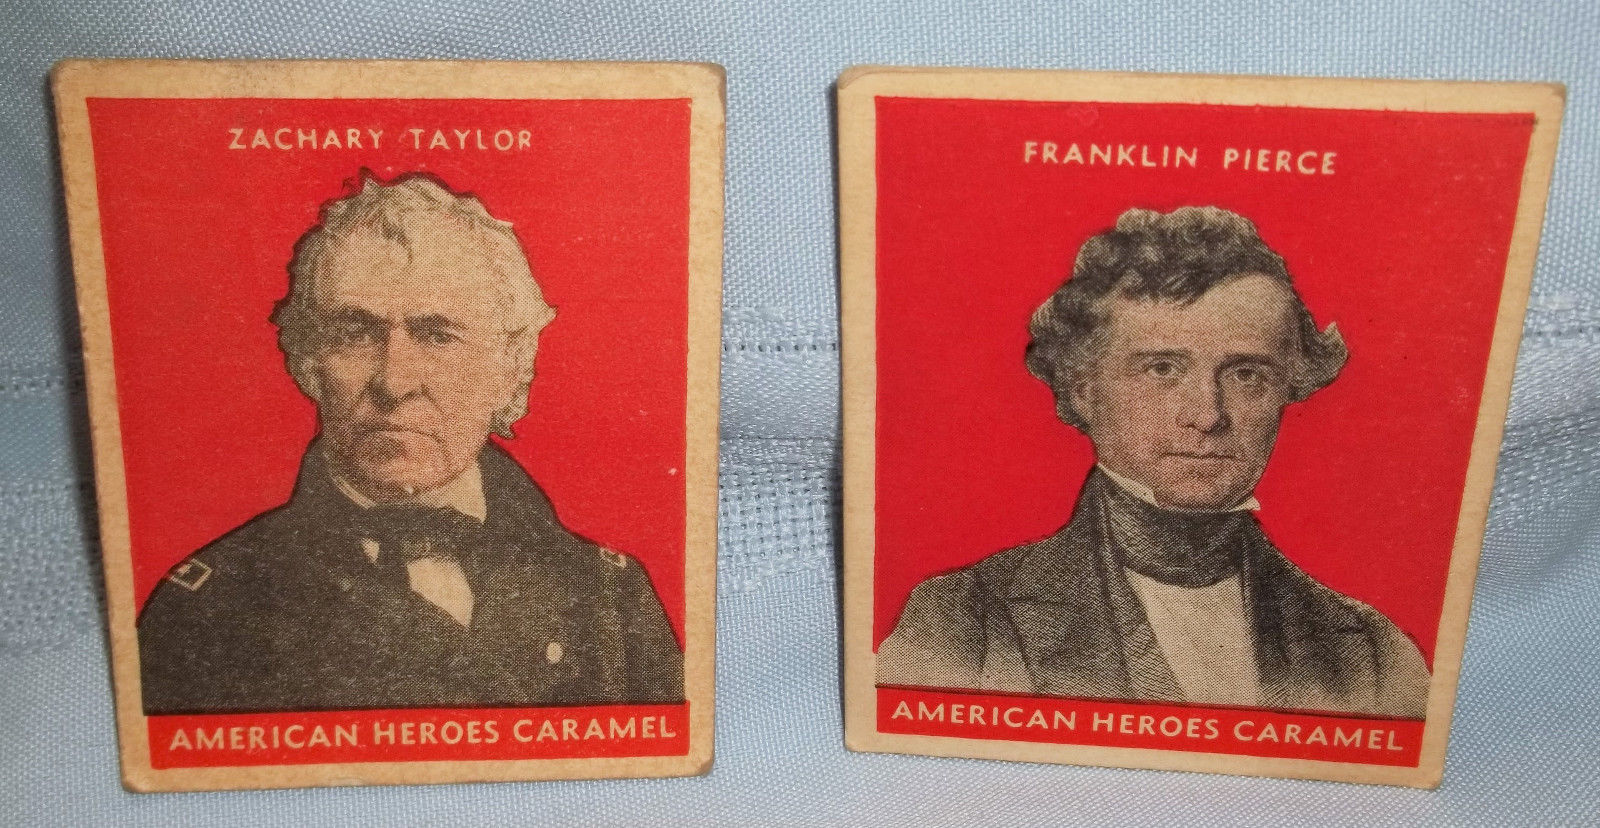 ZACHARY TAYLOR
AMERICAN HEROES CARAMEL
FRANKLIN PIERCE
AMERICAN HEROES CARAMEL